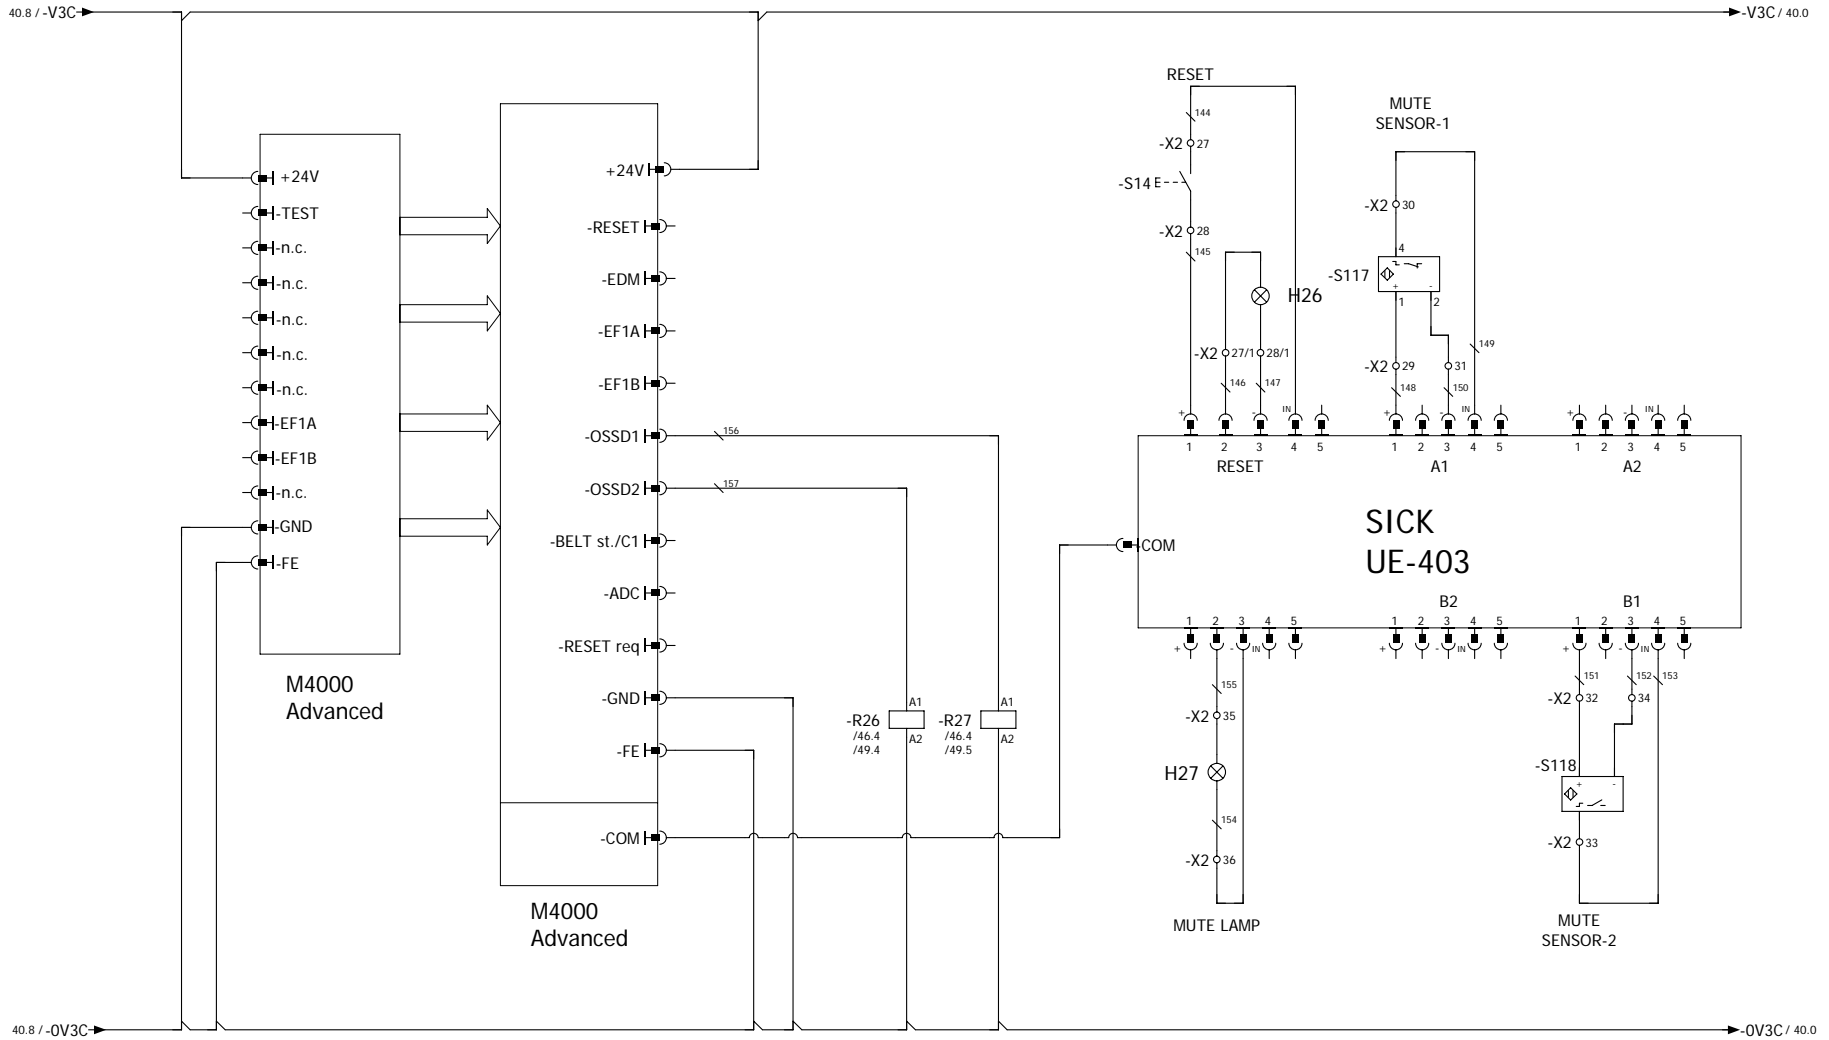 40.8 / -V3C
-V3C / 40.0
+24V
-TEST
-n.c.
-n.c.
-n.c.
-n.c.
-n.c.
-EF1A
-EF1B
-n.c.
-GND
-FE
M4000
Advanced
+24V
-RESET
-EDM
-EF1A
-EF1B
-OSSD1
-OSSD2
-BELT st./C1
-ADC
-RESET req
-GND
-FE
-COM
M4000
Advanced
156
157
-R26
/46.4
/49.4
A1
A2
-R27
/46.4
/49.5
A1
A2
RESET
144
-X2 27
-S14 E
-X2 28
145
H26
-X2 27/1 28/1
146 147
+ - IN
1 2 3 4 5
RESET
MUTE
SENSOR-1
-X2 30
4
-S117
+ -
1 2
-X2 29 31
148 150 149
+ - IN
1 2 3 4 5
A1
+ - IN
1 2 3 4 5
A2
SICK
UE-403
COM
1 2 3 4 5
+ - IN
155
-X2 35
H27
154
-X2 36
MUTE LAMP
B2
1 2 3 4 5
+ - IN
B1
1 2 3 4 5
+ - IN
151 152 153
-X2 32 34
-S118
+ -
-X2 33
MUTE
SENSOR-2
40.8 / -0V3C
-0V3C / 40.0